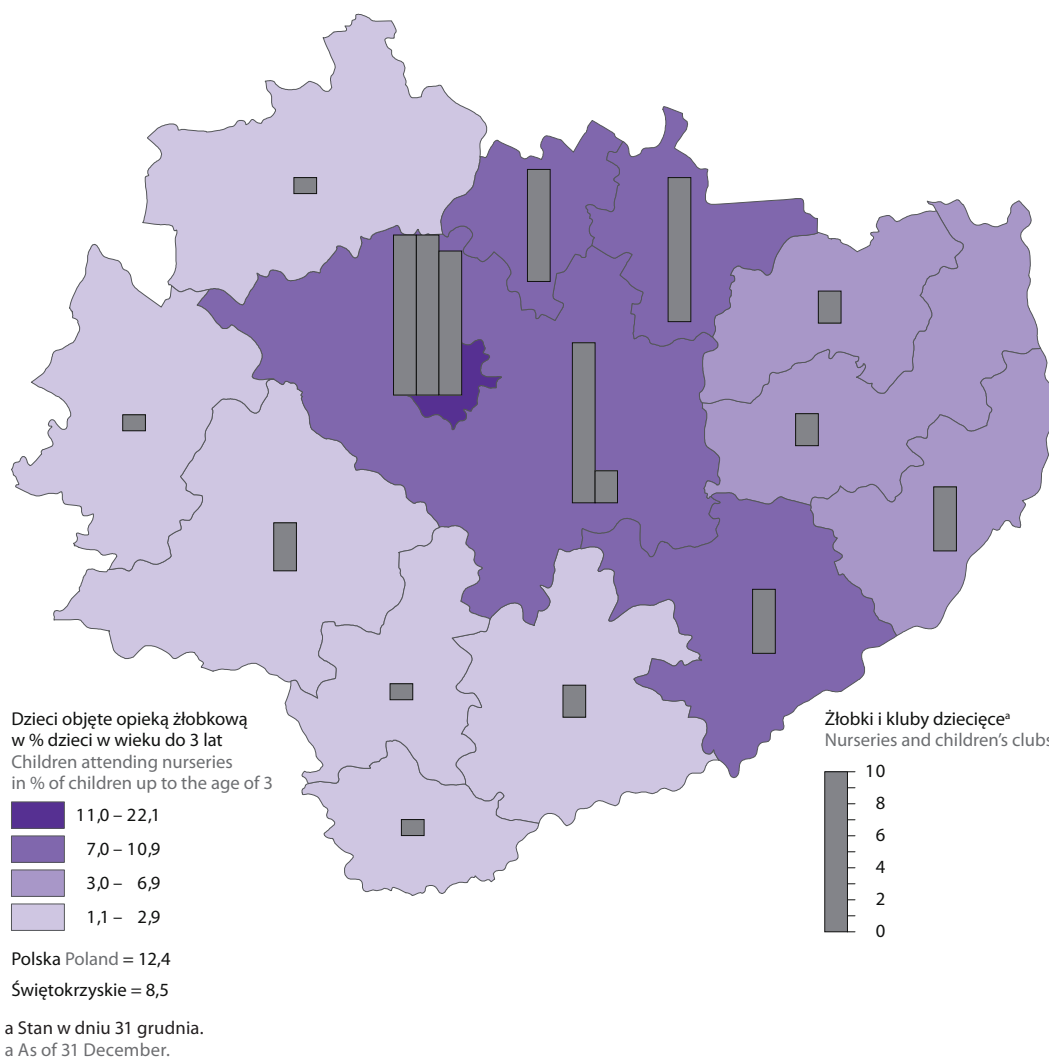 Dzieci objęte opieką żłobkową
w % dzieci w wieku do 3 lat
Children attending nurseries
in % of children up to the age of 3
11,0 – 22,1
7,0 – 10,9
3,0 – 6,9
1,1 – 2,9
Polska Poland = 12,4
Świętokrzyskie = 8,5
a Stan w dniu 31 grudnia.
a As of 31 December.
Żłobki i kluby dziecięceᵃ
Nurseries and children's clubs
10
8
6
4
2
0